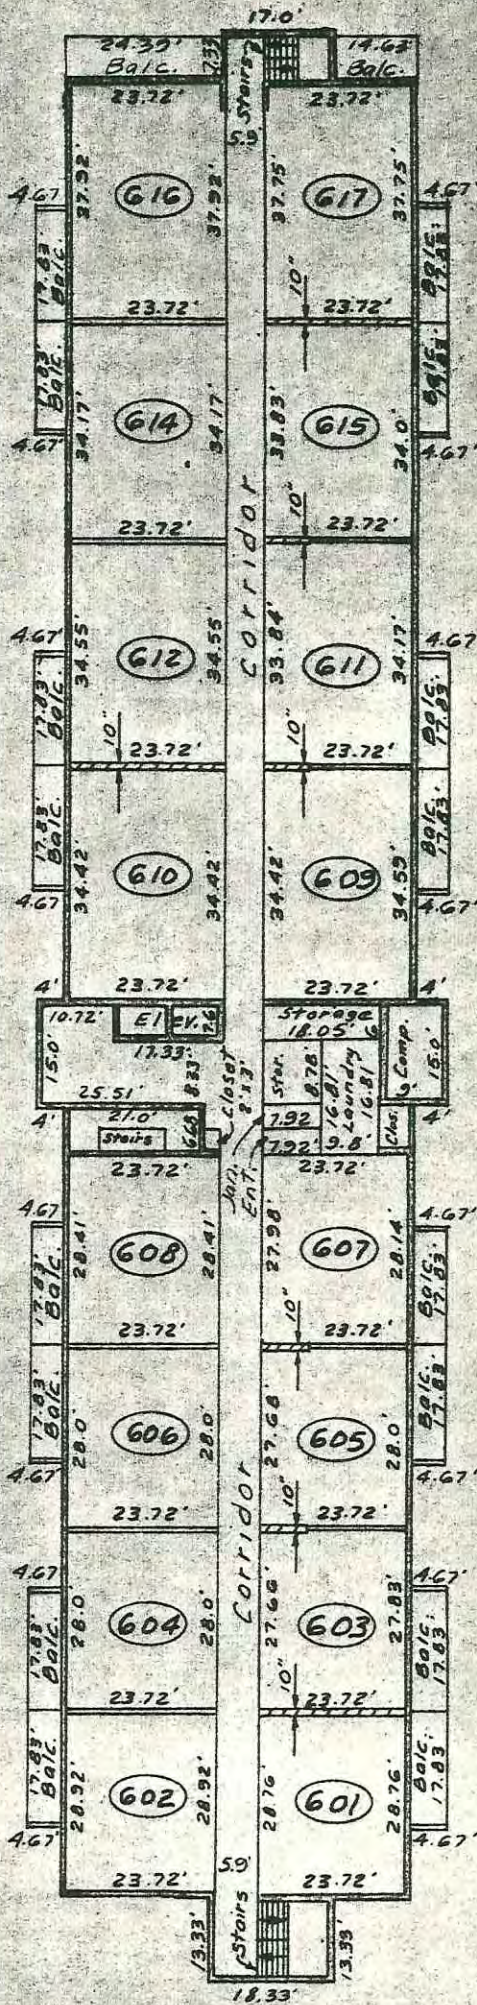 17.0'
24.39' 7.33' Stairs 14.63'
Balc. Balc.
23.72' 5.9' 23.72'
37.92' 616 37.92' 37.75' 617 37.75'
4.67' 4.67'
17.83' Balc. Balc. 17.83'
23.72' 10" 23.72'
17.83' Balc. Balc. 17.83'
34.17' 614 34.17' 33.83' 615 34.0'
4.67' 4.67'
Corridor
23.72' 10" 23.72'
34.55' 612 34.55' 33.84' 611 34.17'
4.67' 4.67'
17.83' Balc. Balc. 17.83'
10" 23.72' 10" 23.72'
17.83' Balc. Balc. 17.83'
34.42' 610 34.42' 34.42' 609 34.59'
4.67 4.67'
23.72' 23.72'
4' 4'
10.72' El ev. 7.6 Storage
18.05' 6
15.0' 17.33' Stor. 8.78' 16.81' Laundry 16.81' 6' Comp. 15.0'
25.51' 8.83 Closet 2'x3'
4' 21.0' 6.69 7.92 9.8' Clos. 4'
Stairs 7.92'
Jan. Ent.
23.72' 23.72'
4.67 4.67'
28.41' 608 28.41' 27.98' 607 28.14'
17.83' Balc. Balc. 17.83
23.72' 10" 23.72'
17.83' Balc. Balc. 17.83
28.0' 606 28.0' 27.68' 605 28.0'
4.67' 4.67'
Corridor
23.72' 10" 23.72'
4.67 4.67'
28.0' 604 28.0' 27.66' 603 27.83'
17.83' Balc. Balc. 17.83
23.72' 10" 23.72'
17.83' Balc. Balc. 17.83
28.92' 602 28.92' 28.76' 601 28.76'
4.67' 4.67'
23.72' 5.9' 23.72'
13.33' Stairs 13.33'
18.33'